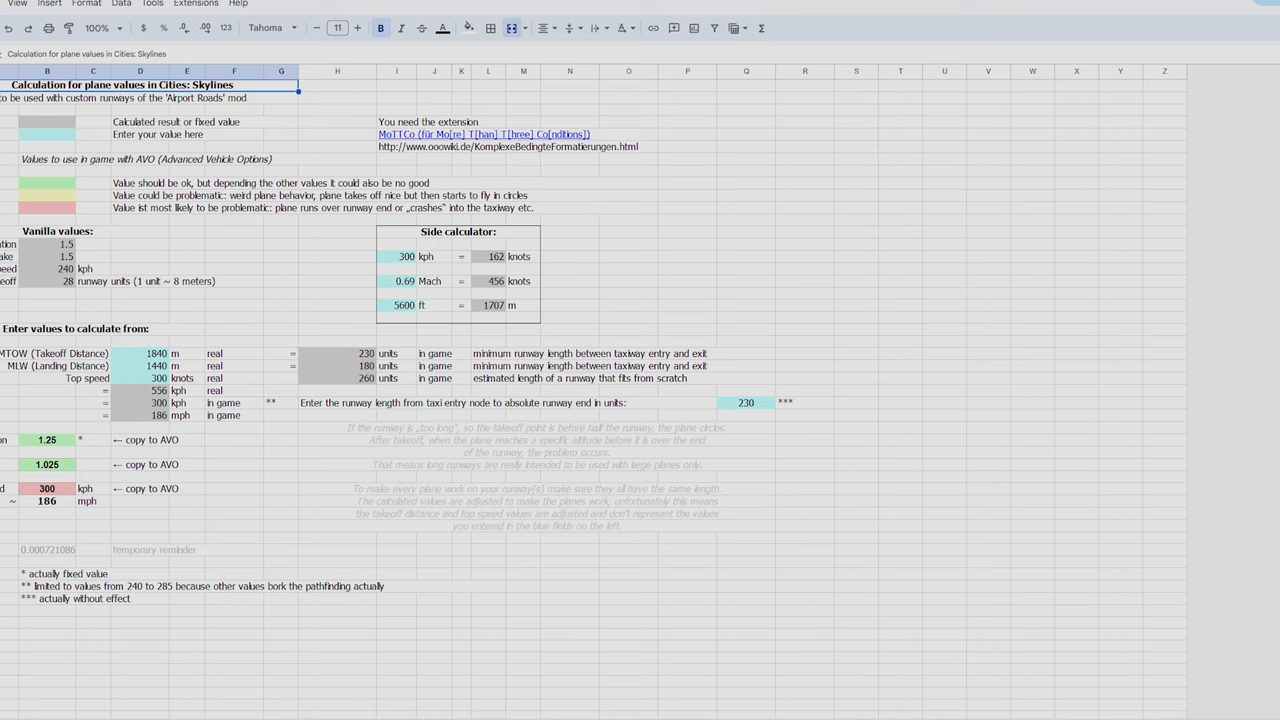 View Insert Format Data Tools Extensions Help
100% $ % .0 .00 123 Tahoma 11 B I A
Calculation for plane values in Cities: Skylines
B C D E F G H I J K L M N O P Q S T U V W X Y Z
Calculation for plane values in Cities: Skylines
to be used with custom runways of the 'Airport Roads' mod
Calculated result or fixed value You need the extension
Enter your value here MoTTCo (für Mo[re] T[han] T[hree] Co[nditions])
http://www.ooowiki.de/KomplexeBedingteFormatierungen.html
Values to use in game with AVO (Advanced Vehicle Options)
Value should be ok, but depending the other values it could also be no good
Value could be problematic: weird plane behavior, plane takes off nice but then starts to fly in circles
Value ist most likely to be problematic: plane runs over runway end or „crashes“ into the taxiway etc.
Vanilla values: Side calculator:
ation 1.5
ake 1.5 300 kph = 162 knots
eed 240 kph
eoff 28 runway units (1 unit ~ 8 meters) 0.69 Mach = 456 knots
5600 ft = 1707 m
Enter values to calculate from:
MTOW (Takeoff Distance) 1840 m real = 230 units in game minimum runway length between taxiway entry and exit
MLW (Landing Distance) 1440 m real = 180 units in game minimum runway length between taxiway entry and exit
Top speed 300 knots real 260 units in game estimated length of a runway that fits from scratch
= 556 kph real
= 300 kph in game ** Enter the runway length from taxi entry node to absolute runway end in units: 230 ***
= 186 mph in game
If the runway is „too long“, so the takeoff point is before half the runway, the plane circles.
on 1.25 * ← copy to AVO After takeoff, when the plane reaches a specific altitude before it is over the end
of the runway, the problem occurs.
1.025 ← copy to AVO That means long runways are really intended to be used with large planes only.
d 300 kph ← copy to AVO To make every plane work on your runway(s) make sure they all have the same length.
~ 186 mph The calculated values are adjusted to make the planes work, unfortunately this means
the takeoff distance and top speed values are adjusted and don't represent the values
you entered in the blue fields on the left.
0.000721086 temporary reminder
* actually fixed value
** limited to values from 240 to 285 because other values bork the pathfinding actually
*** actually without effect